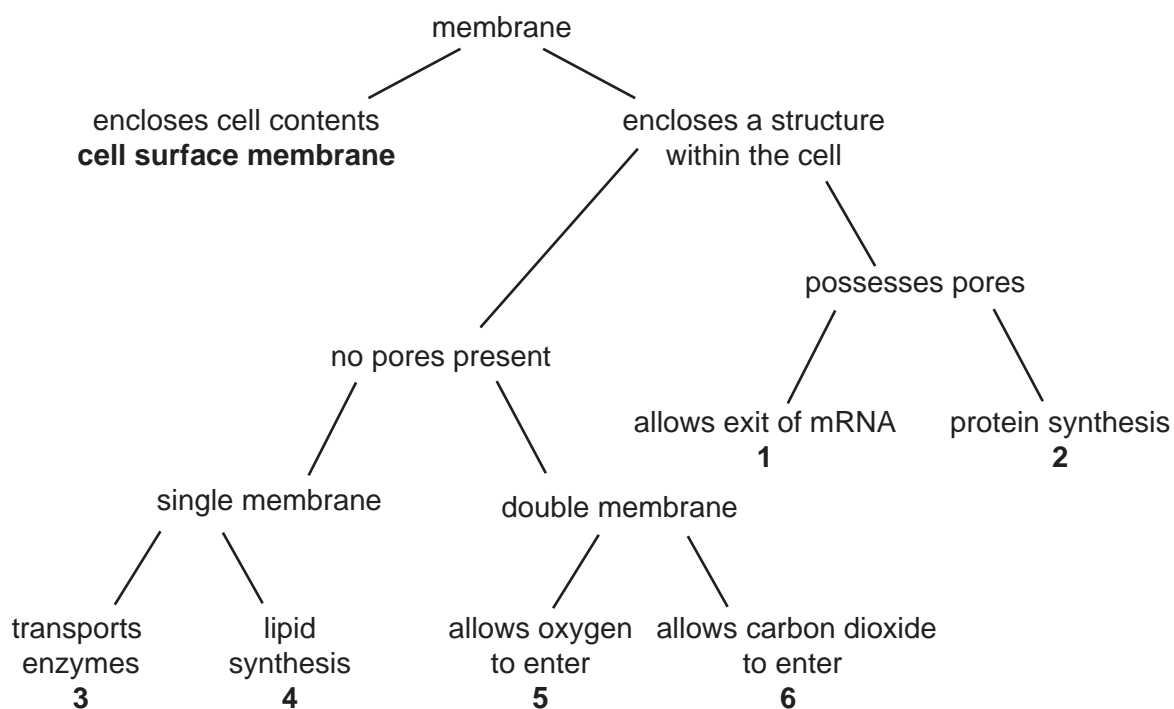 membrane
encloses cell contents
cell surface membrane
encloses a structure
within the cell
possesses pores
no pores present
allows exit of mRNA
1
protein synthesis
2
single membrane
double membrane
transports
enzymes
3
lipid
synthesis
4
allows oxygen
to enter
5
allows carbon dioxide
to enter
6